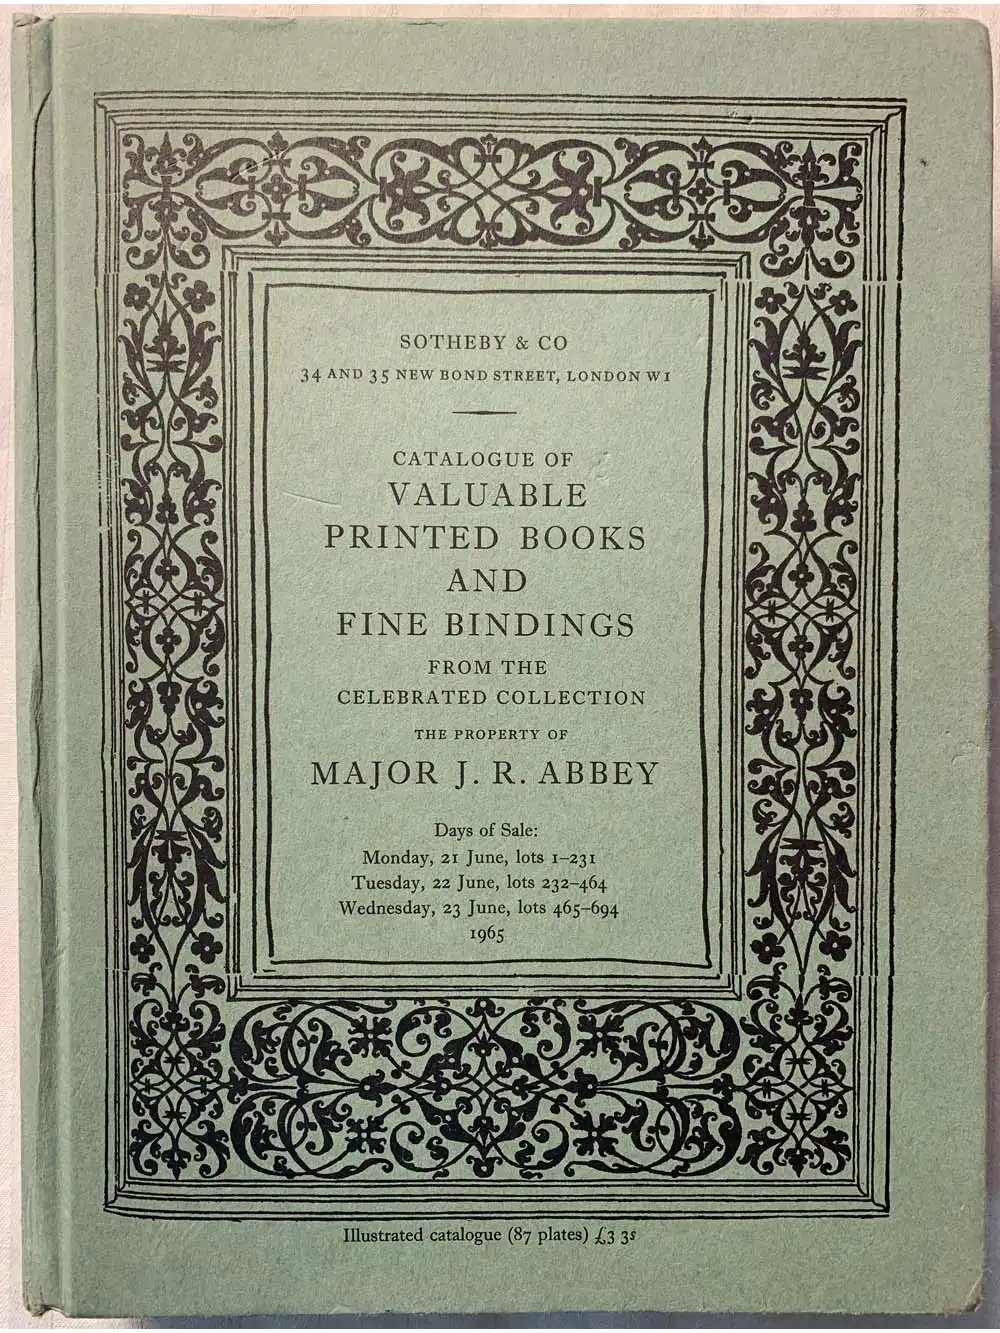 SOTHEBY & CO
34 AND 35 NEW BOND STREET, LONDON W1
CATALOGUE OF
VALUABLE
PRINTED BOOKS
AND
FINE BINDINGS
FROM THE
CELEBRATED COLLECTION
THE PROPERTY OF
MAJOR J. R. ABBEY
Days of Sale:
Monday, 21 June, lots 1–231
Tuesday, 22 June, lots 232–464
Wednesday, 23 June, lots 465–694
1965
Illustrated catalogue (87 plates) £3 3s